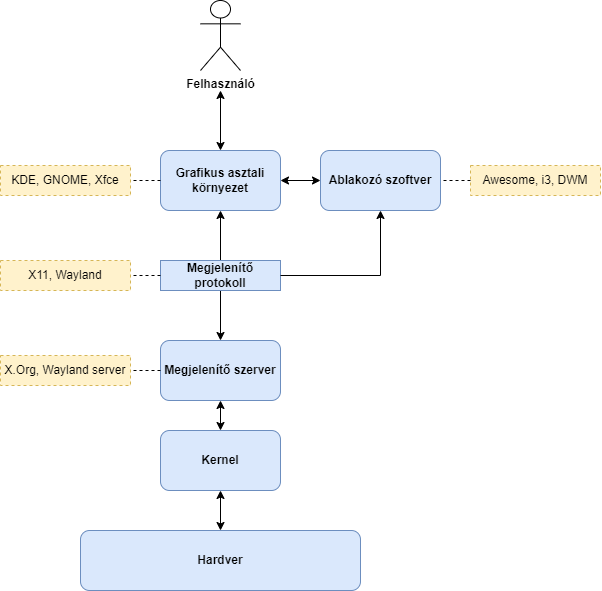 Felhasználó
KDE, GNOME, Xfce
Grafikus asztali
környezet
Ablakozó szoftver
Awesome, i3, DWM
X11, Wayland
Megjelenítő
protokoll
X.Org, Wayland server
Megjelenítő szerver
Kernel
Hardver